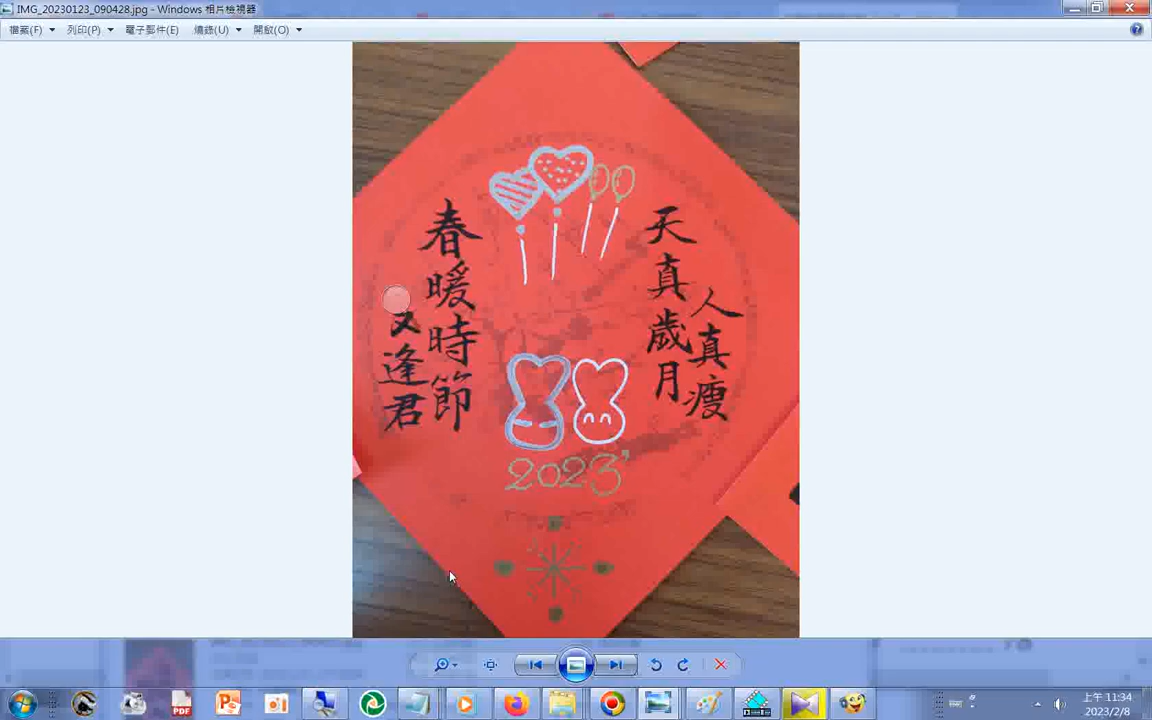 IMG_20230123_090428.jpg - Windows 相片檢視器
檔案(F) 列印(P) 電子郵件(E) 燒錄(U) 開啟(O)
天真歲月
人真瘦
春暖時節
又逢君
2023'
上午 11:34
2023/2/8